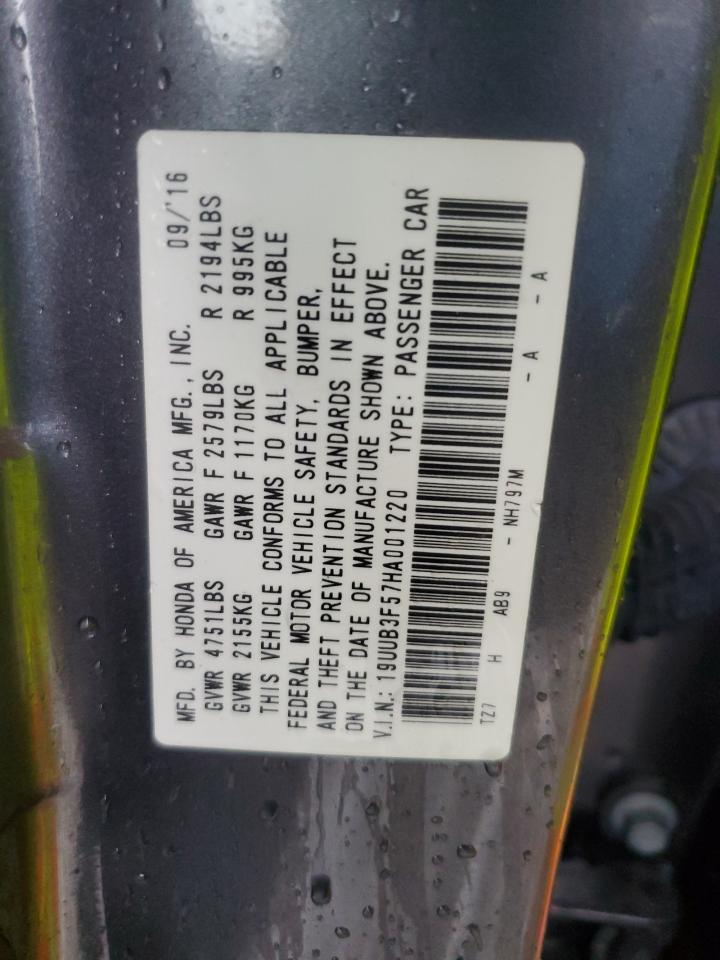 MFD. BY HONDA OF AMERICA MFG., INC. 09/'16
GVWR 4751LBS GAWR F 2579LBS R 2194LBS
GVWR 2155KG GAWR F 1170KG R 995KG
THIS VEHICLE CONFORMS TO ALL APPLICABLE
FEDERAL MOTOR VEHICLE SAFETY, BUMPER,
AND THEFT PREVENTION STANDARDS IN EFFECT
ON THE DATE OF MANUFACTURE SHOWN ABOVE.
V.I.N.: 19UUB3F57HA001220 TYPE: PASSENGER CAR
TZ7 H AB9 - NH797M - A - A